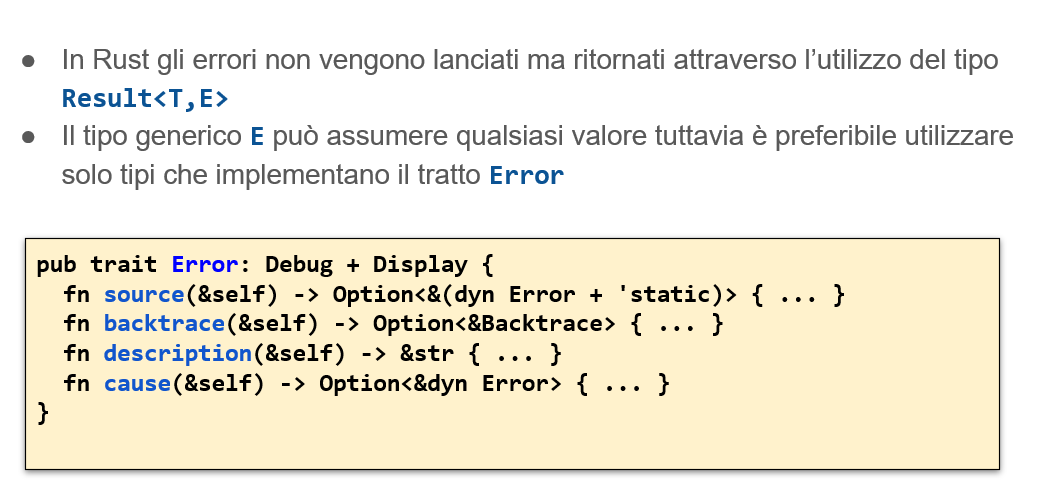 ● In Rust gli errori non vengono lanciati ma ritornati attraverso l’utilizzo del tipo
Result<T,E>
● Il tipo generico E può assumere qualsiasi valore tuttavia è preferibile utilizzare
solo tipi che implementano il tratto Error
pub trait Error: Debug + Display {
  fn source(&self) -> Option<&(dyn Error + 'static)> { ... }
  fn backtrace(&self) -> Option<&Backtrace> { ... }
  fn description(&self) -> &str { ... }
  fn cause(&self) -> Option<&dyn Error> { ... }
}